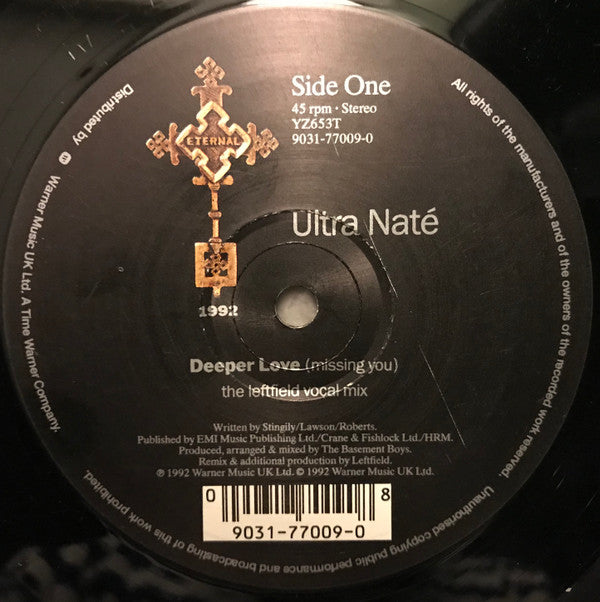 Side One
45 rpm · Stereo
YZ653T
9031-77009-0
ETERNAL
Ultra Naté
1992
Deeper Love (missing you)
the leftfield vocal mix
Written by Stingily/Lawson/Roberts.
Published by EMI Music Publishing Ltd./Crane & Fishlock Ltd./HRM.
Produced, arranged & mixed by The Basement Boys.
Remix & additional production by Leftfield.
℗ 1992 Warner Music UK Ltd. © 1992 Warner Music UK Ltd.
0 8
9031-77009-0
All rights of the manufacturers and of the owners of the recorded work reserved. Unauthorised copying public performance and broadcasting of this work prohibited.
Distributed by Warner Music UK Ltd. A Time Warner Company.